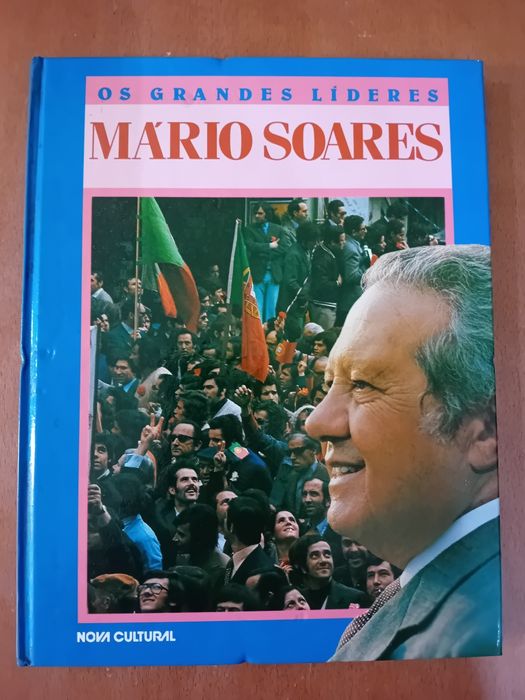 OS GRANDES LÍDERES
MÁRIO SOARES
NOVA CULTURAL